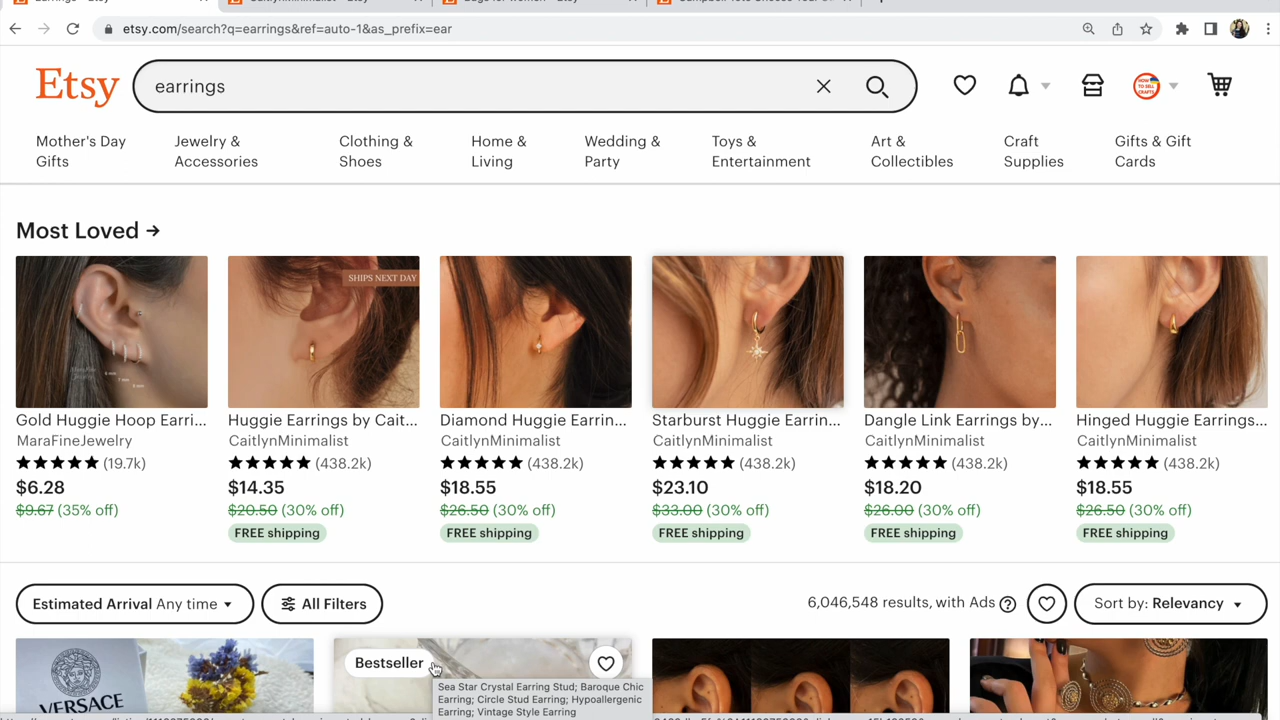 etsy.com/search?q=earrings&ref=auto-1&as_prefix=ear
Etsy
earrings
Mother's Day Gifts
Jewelry & Accessories
Clothing & Shoes
Home & Living
Wedding & Party
Toys & Entertainment
Art & Collectibles
Craft Supplies
Gifts & Gift Cards
Most Loved →
SHIPS NEXT DAY
Gold Huggie Hoop Earri...
MaraFineJewelry
★★★★★ (19.7k)
$6.28
$9.67 (35% off)
Huggie Earrings by Cait...
CaitlynMinimalist
★★★★★ (438.2k)
$14.35
$20.50 (30% off)
FREE shipping
Diamond Huggie Earrin...
CaitlynMinimalist
★★★★★ (438.2k)
$18.55
$26.50 (30% off)
FREE shipping
Starburst Huggie Earrin...
CaitlynMinimalist
★★★★★ (438.2k)
$23.10
$33.00 (30% off)
FREE shipping
Dangle Link Earrings by...
CaitlynMinimalist
★★★★★ (438.2k)
$18.20
$26.00 (30% off)
FREE shipping
Hinged Huggie Earrings...
CaitlynMinimalist
★★★★★ (438.2k)
$18.55
$26.50 (30% off)
FREE shipping
Estimated Arrival Any time
All Filters
6,046,548 results, with Ads
Sort by: Relevancy
VERSACE
Bestseller
Sea Star Crystal Earring Stud; Baroque Chic
Earring; Circle Stud Earring; Hypoallergenic
Earring; Vintage Style Earring